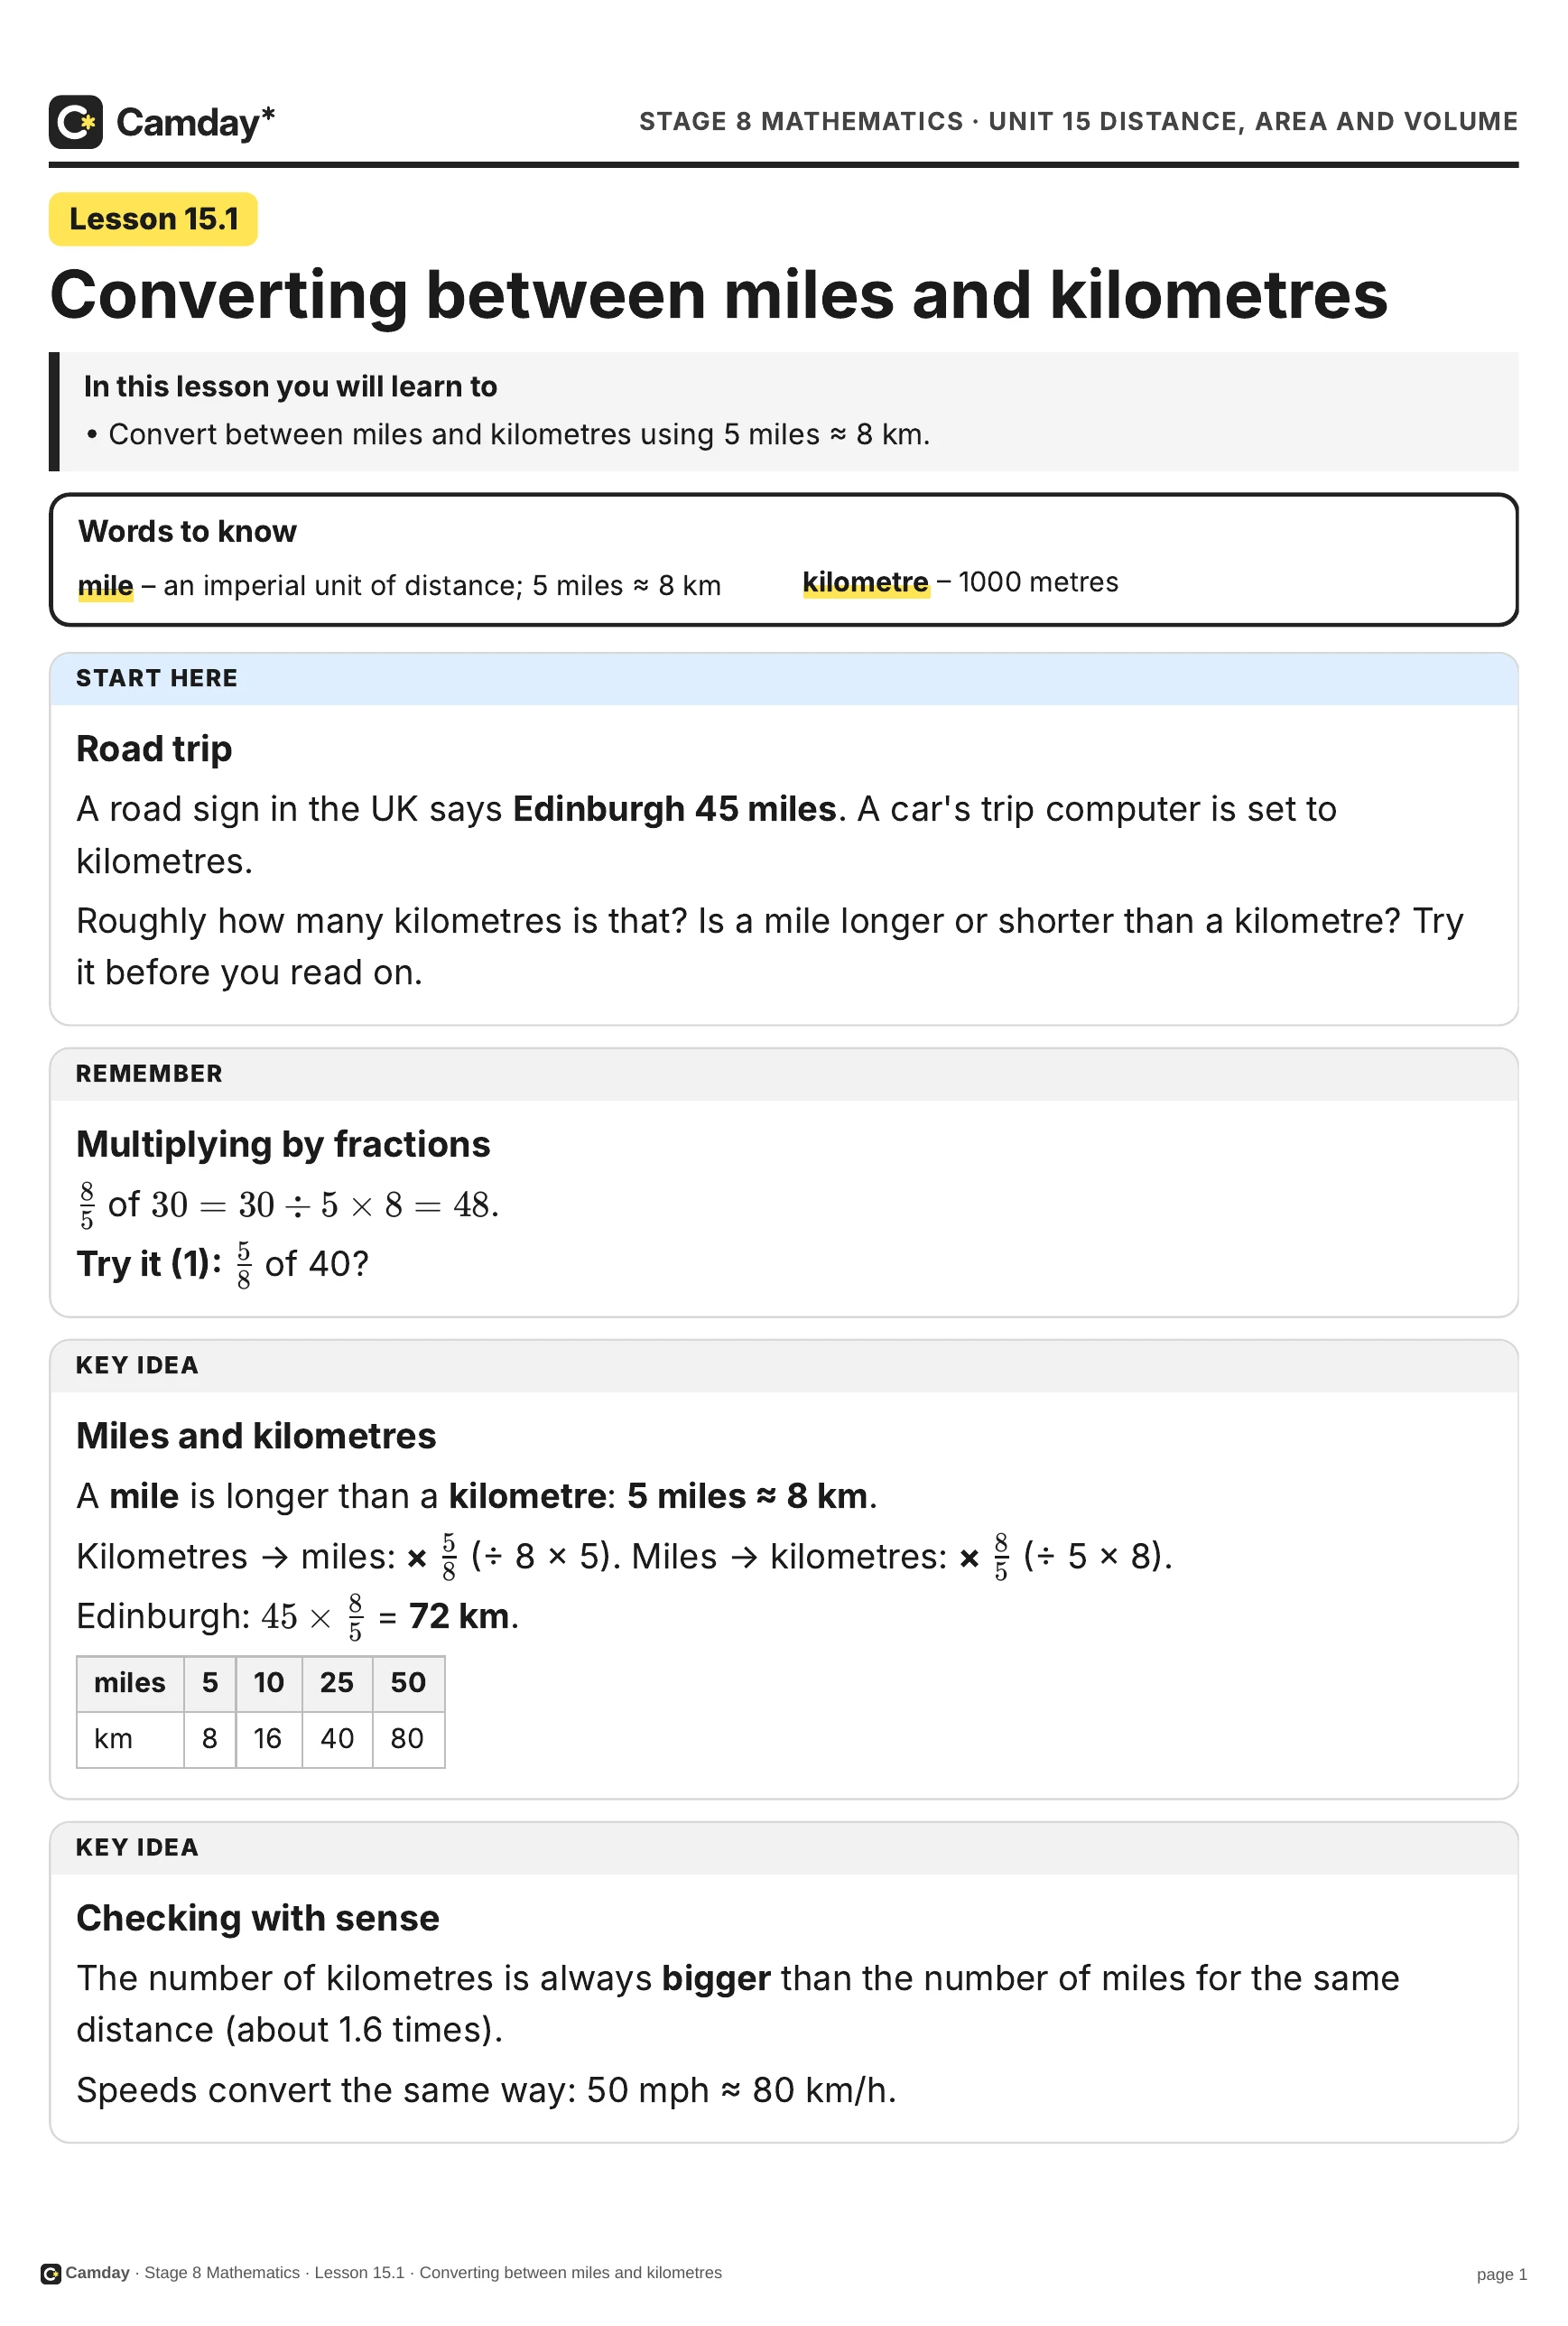 Camday*
STAGE 8 MATHEMATICS · UNIT 15 DISTANCE, AREA AND VOLUME
Lesson 15.1
Converting between miles and kilometres
In this lesson you will learn to
• Convert between miles and kilometres using 5 miles ≈ 8 km.
Words to know
mile – an imperial unit of distance; 5 miles ≈ 8 km
kilometre – 1000 metres
START HERE
Road trip
A road sign in the UK says Edinburgh 45 miles. A car's trip computer is set to
kilometres.
Roughly how many kilometres is that? Is a mile longer or shorter than a kilometre? Try
it before you read on.
REMEMBER
Multiplying by fractions
8/5 of 30 = 30 ÷ 5 × 8 = 48.
Try it (1): 5/8 of 40?
KEY IDEA
Miles and kilometres
A mile is longer than a kilometre: 5 miles ≈ 8 km.
Kilometres → miles: × 5/8 (÷ 8 × 5). Miles → kilometres: × 8/5 (÷ 5 × 8).
Edinburgh: 45 × 8/5 = 72 km.
miles 5 10 25 50
km 8 16 40 80
KEY IDEA
Checking with sense
The number of kilometres is always bigger than the number of miles for the same
distance (about 1.6 times).
Speeds convert the same way: 50 mph ≈ 80 km/h.
Camday · Stage 8 Mathematics · Lesson 15.1 · Converting between miles and kilometres
page 1